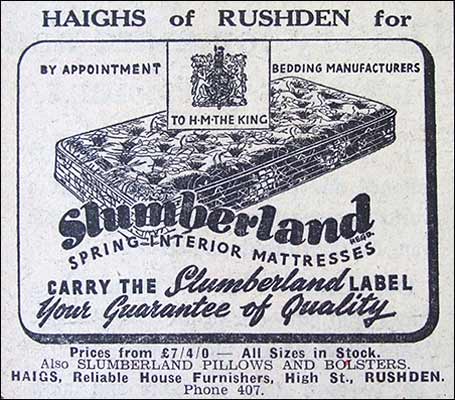 HAIGHS of RUSHDEN for
BY APPOINTMENT BEDDING MANUFACTURERS
TO H·M·THE KING
Slumberland
REGD.
SPRING-INTERIOR MATTRESSES
CARRY THE Slumberland LABEL
Your Guarantee of Quality
Prices from £7/4/0 — All Sizes in Stock.
Also SLUMBERLAND PILLOWS AND BOLSTERS.
HAIGS, Reliable House Furnishers, High St., RUSHDEN.
Phone 407.